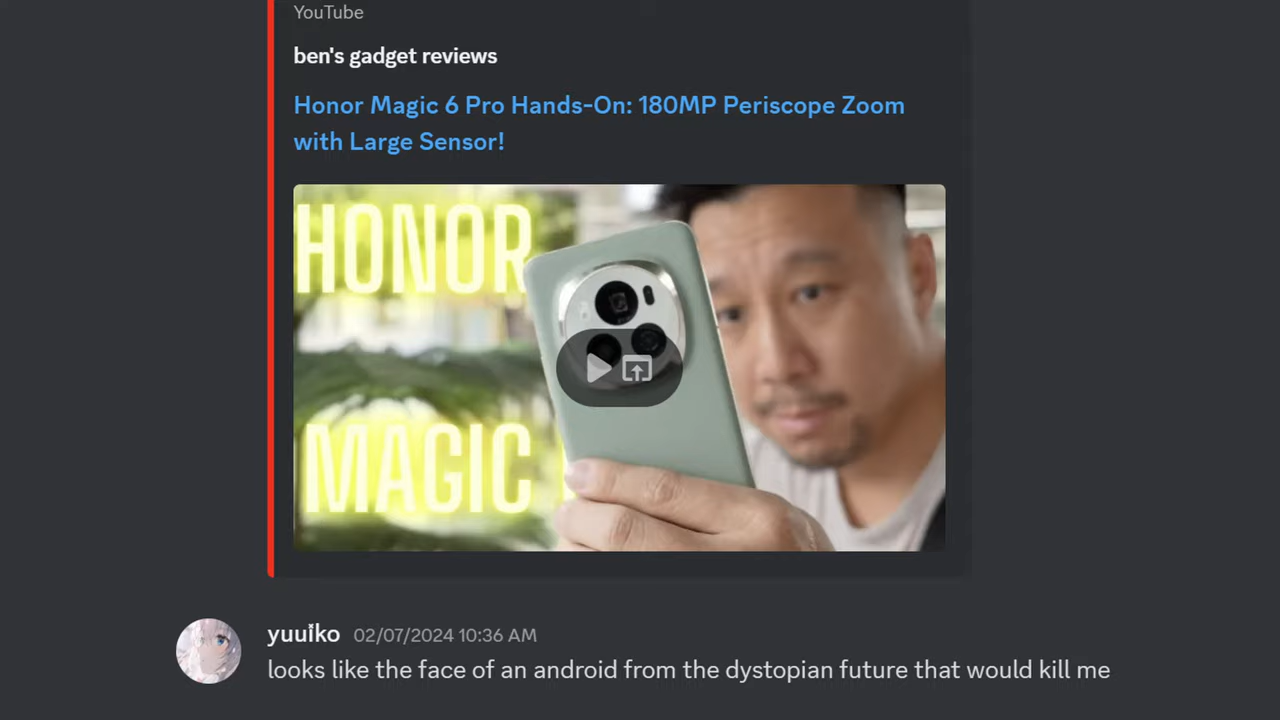 YouTube
ben's gadget reviews
Honor Magic 6 Pro Hands-On: 180MP Periscope Zoom
with Large Sensor!
HONOR
MAGIC
yuuiko 02/07/2024 10:36 AM
looks like the face of an android from the dystopian future that would kill me